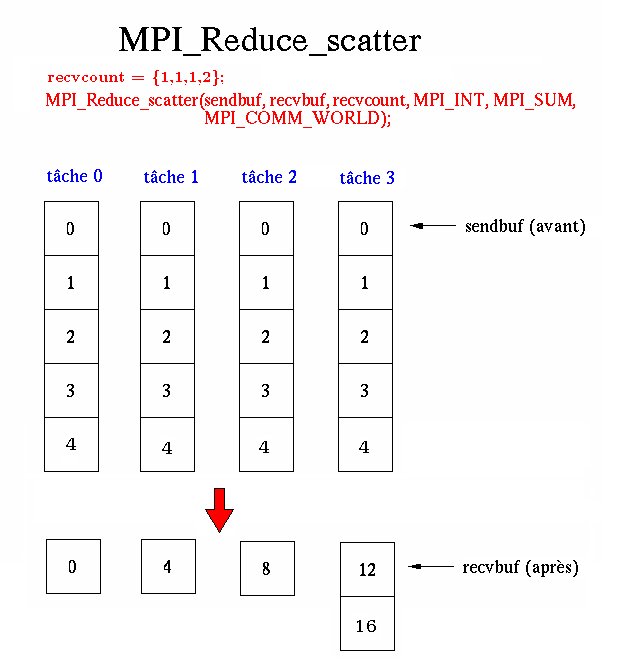 MPI_Reduce_scatter
recvcount = {1,1,1,2};
MPI_Reduce_scatter(sendbuf, recvbuf, recvcount, MPI_INT, MPI_SUM,
MPI_COMM_WORLD);
tâche 0 tâche 1 tâche 2 tâche 3
0 0 0 0 sendbuf (avant)
1 1 1 1
2 2 2 2
3 3 3 3
4 4 4 4
0 4 8 12 recvbuf (après)
16